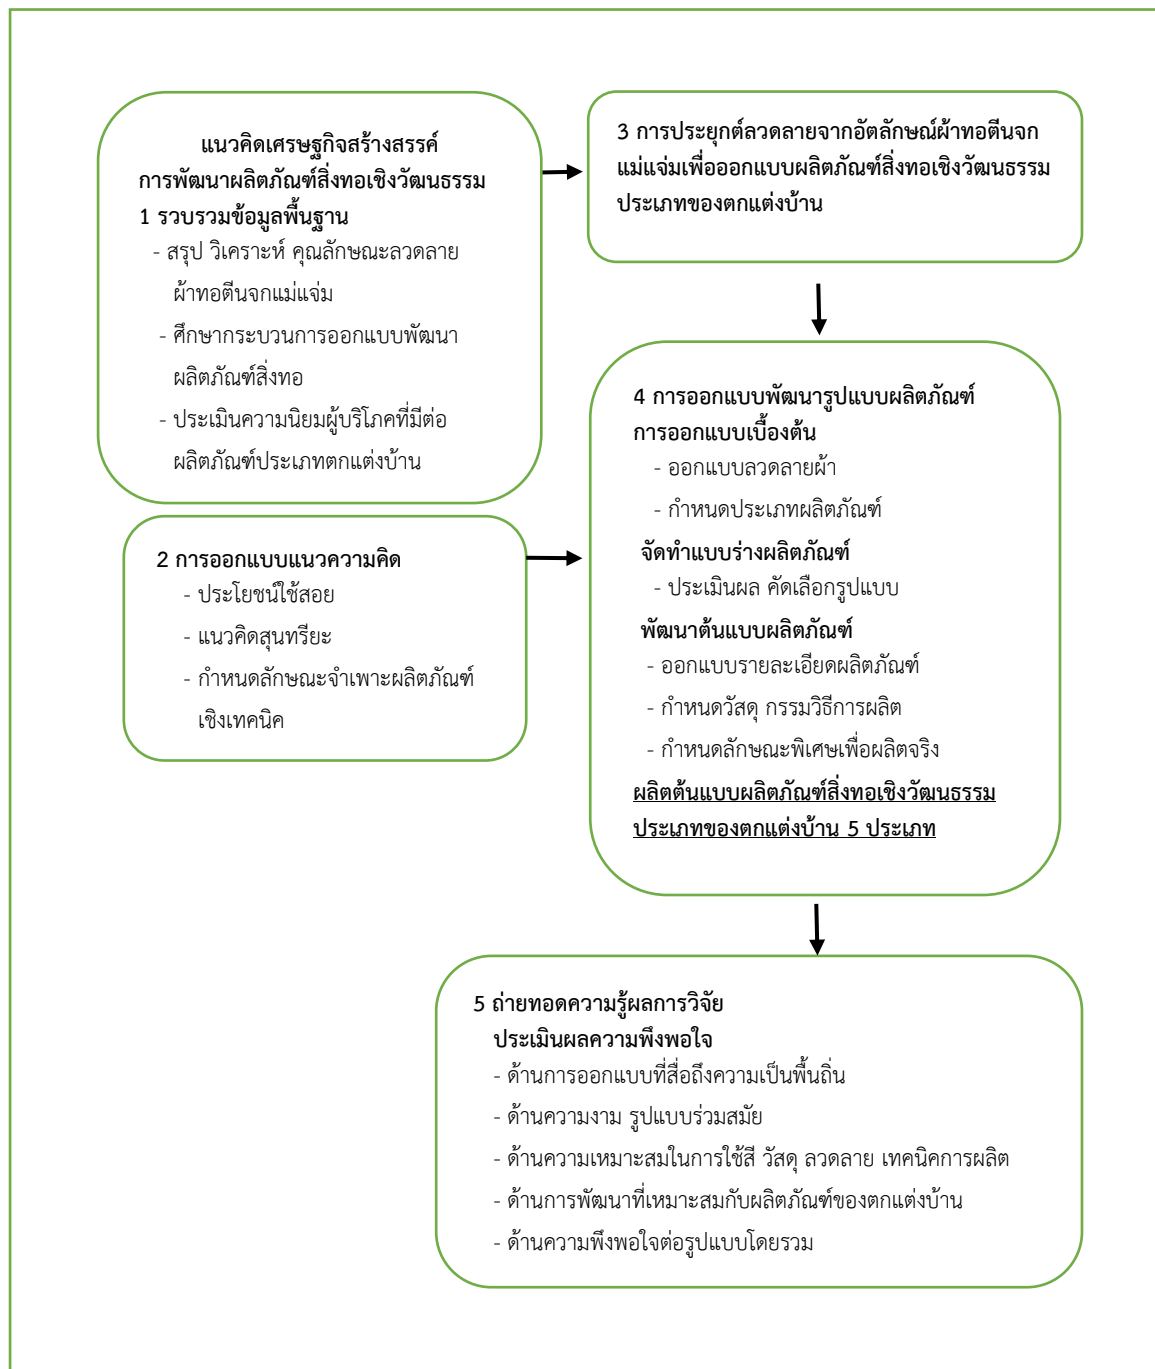 แนวคิดเศรษฐกิจสร้างสรรค์
การพัฒนาผลิตภัณฑ์สิ่งทอเชิงวัฒนธรรม
1 รวบรวมข้อมูลพื้นฐาน
- สรุป วิเคราะห์ คุณลักษณะลวดลาย
ผ้าทอตีนจกแม่แจ่ม
- ศึกษากระบวนการออกแบบพัฒนา
ผลิตภัณฑ์สิ่งทอ
- ประเมินความนิยมผู้บริโภคที่มีต่อ
ผลิตภัณฑ์ประเภทตกแต่งบ้าน
2 การออกแบบแนวความคิด
- ประโยชน์ใช้สอย
- แนวคิดสุนทรียะ
- กำหนดลักษณะจำเพาะผลิตภัณฑ์
เชิงเทคนิค
3 การประยุกต์ลวดลายจากอัตลักษณ์ผ้าทอตีนจก
แม่แจ่มเพื่อออกแบบผลิตภัณฑ์สิ่งทอเชิงวัฒนธรรม
ประเภทของตกแต่งบ้าน
4 การออกแบบพัฒนารูปแบบผลิตภัณฑ์
การออกแบบเบื้องต้น
- ออกแบบลวดลายผ้า
- กำหนดประเภทผลิตภัณฑ์
จัดทำแบบร่างผลิตภัณฑ์
- ประเมินผล คัดเลือกรูปแบบ
พัฒนาต้นแบบผลิตภัณฑ์
- ออกแบบรายละเอียดผลิตภัณฑ์
- กำหนดวัสดุ กรรมวิธีการผลิต
- กำหนดลักษณะพิเศษเพื่อผลิตจริง
ผลิตต้นแบบผลิตภัณฑ์สิ่งทอเชิงวัฒนธรรม
ประเภทของตกแต่งบ้าน 5 ประเภท
5 ถ่ายทอดความรู้ผลการวิจัย
ประเมินผลความพึงพอใจ
- ด้านการออกแบบที่สื่อถึงความเป็นพื้นถิ่น
- ด้านความงาม รูปแบบร่วมสมัย
- ด้านความเหมาะสมในการใช้สี วัสดุ ลวดลาย เทคนิคการผลิต
- ด้านการพัฒนาที่เหมาะสมกับผลิตภัณฑ์ของตกแต่งบ้าน
- ด้านความพึงพอใจต่อรูปแบบโดยรวม